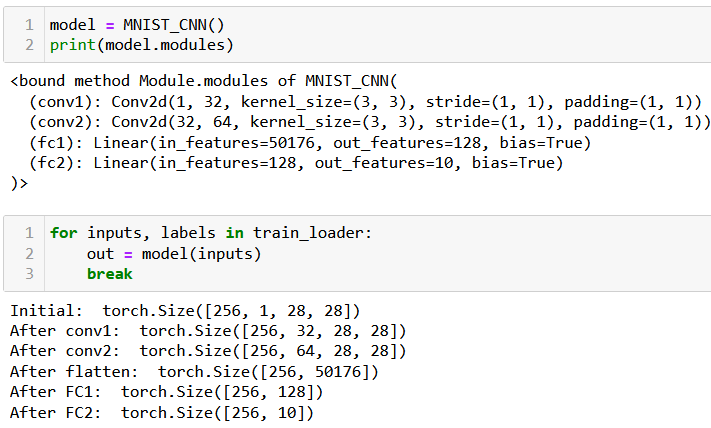 1 model = MNIST_CNN()
2 print(model.modules)
<bound method Module.modules of MNIST_CNN(
  (conv1): Conv2d(1, 32, kernel_size=(3, 3), stride=(1, 1), padding=(1, 1))
  (conv2): Conv2d(32, 64, kernel_size=(3, 3), stride=(1, 1), padding=(1, 1))
  (fc1): Linear(in_features=50176, out_features=128, bias=True)
  (fc2): Linear(in_features=128, out_features=10, bias=True)
)>
1 for inputs, labels in train_loader:
2     out = model(inputs)
3     break
Initial:  torch.Size([256, 1, 28, 28])
After conv1:  torch.Size([256, 32, 28, 28])
After conv2:  torch.Size([256, 64, 28, 28])
After flatten:  torch.Size([256, 50176])
After FC1:  torch.Size([256, 128])
After FC2:  torch.Size([256, 10])